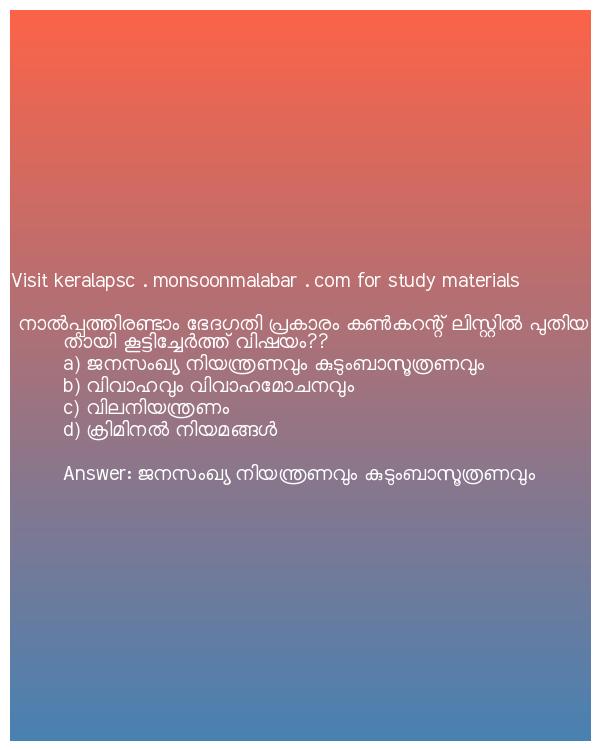 Visit keralapsc . monsoonmalabar . com for study materials
നാൽപ്പത്തിരണ്ടാം ഭേദഗതി പ്രകാരം കൺകറന്റ് ലിസ്റ്റിൽ പുതിയ
തായി കൂട്ടിച്ചേർത്ത് വിഷയം??
a) ജനസംഖ്യ നിയന്ത്രണവും കുടുംബാസൂത്രണവും
b) വിവാഹവും വിവാഹമോചനവും
c) വിലനിയന്ത്രണം
d) ക്രിമിനൽ നിയമങ്ങൾ
Answer: ജനസംഖ്യ നിയന്ത്രണവും കുടുംബാസൂത്രണവും